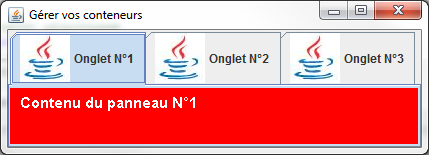 Gérer vos conteneurs
Onglet N°1
Onglet N°2
Onglet N°3
Contenu du panneau N°1